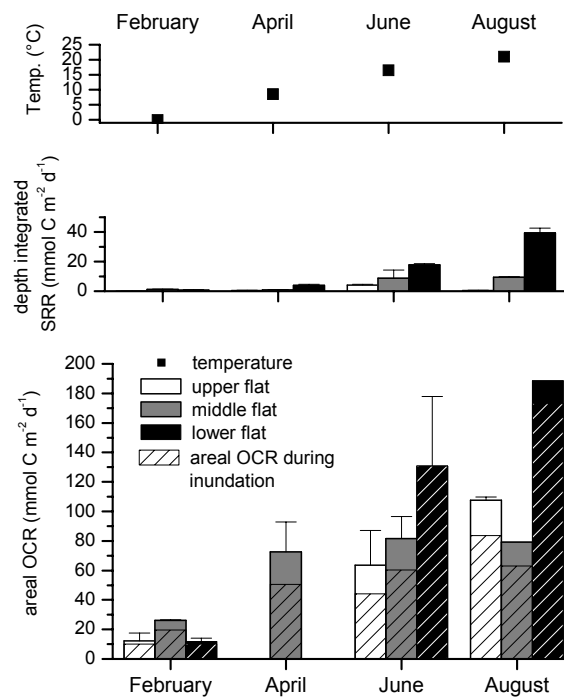 February April June August
Temp. (°C)
25
20
15
10
5
0
depth integrated
SRR (mmol C m⁻² d⁻¹)
40
20
0
areal OCR (mmol C m⁻² d⁻¹)
200
180
160
140
120
100
80
60
40
20
0
temperature
upper flat
middle flat
lower flat
areal OCR during
inundation
February April June August